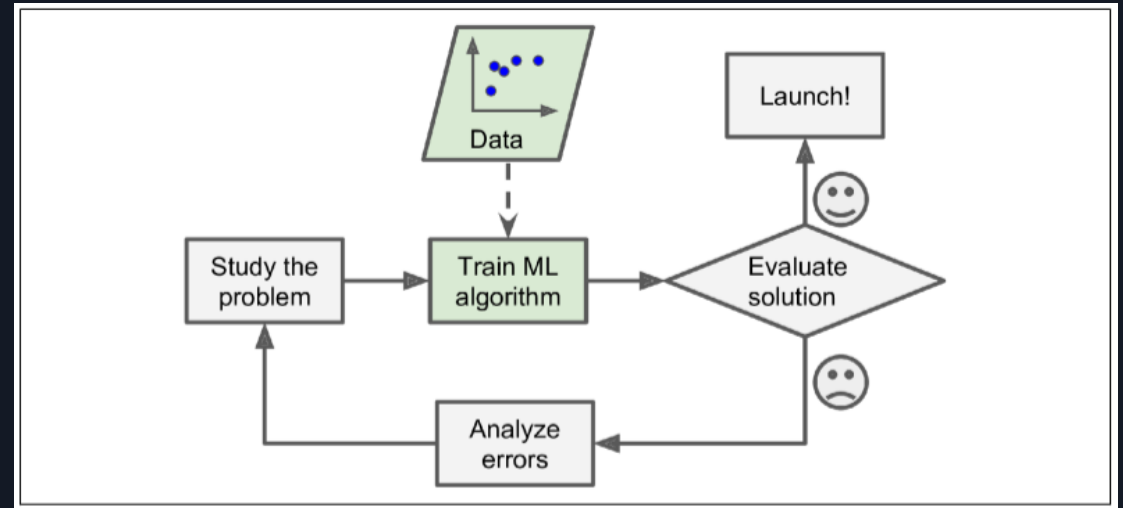 Data
Launch!
Study the
problem
Train ML
algorithm
Evaluate
solution
Analyze
errors